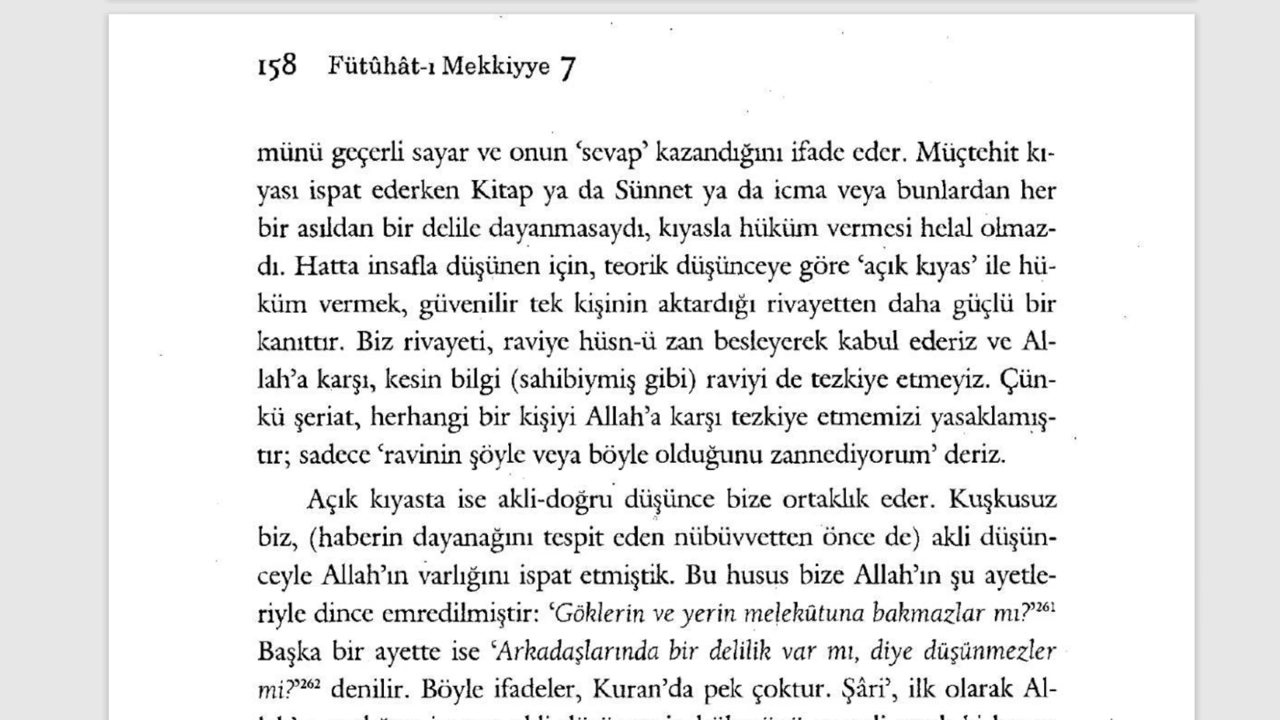 158 Fütûhât-ı Mekkiyye 7
münü geçerli sayar ve onun ‘sevap’ kazandığını ifade eder. Müçtehit kı-
yası ispat ederken Kitap ya da Sünnet ya da icma veya bunlardan her
bir asıldan bir delile dayanmasaydı, kıyasla hüküm vermesi helal olmaz-
dı. Hatta insafla düşünen için, teorik düşünceye göre ‘açık kıyas’ ile hü-
küm vermek, güvenilir tek kişinin aktardığı rivayetten daha güçlü bir
kanıttır. Biz rivayeti, raviye hüsn-ü zan besleyerek kabul ederiz ve Al-
lah’a karşı, kesin bilgi (sahibiymiş gibi) raviyi de tezkiye etmeyiz. Çün-
kü şeriat, herhangi bir kişiyi Allah’a karşı tezkiye etmemizi yasaklamış-
tır; sadece ‘ravinin şöyle veya böyle olduğunu zannediyorum’ deriz.
Açık kıyasta ise akli-doğru düşünce bize ortaklık eder. Kuşkusuz
biz, (haberin dayanağını tespit eden nübüvvetten önce de) akli düşün-
ceyle Allah’ın varlığını ispat etmiştik. Bu husus bize Allah’ın şu ayetle-
riyle dince emredilmiştir: ‘Göklerin ve yerin melekûtuna bakmazlar mı?’261
Başka bir ayette ise ‘Arkadaşlarında bir delilik var mı, diye düşünmezler
mi?’262 denilir. Böyle ifadeler, Kuran’da pek çoktur. Şâri’, ilk olarak Al-